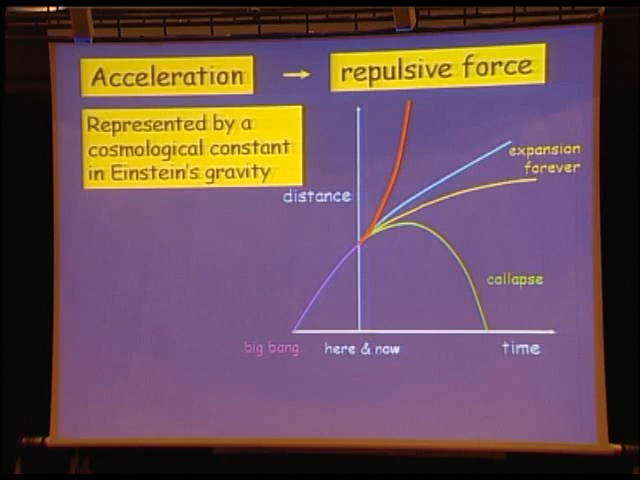 Acceleration → repulsive force
Represented by a
cosmological constant
in Einstein's gravity
distance
expansion
forever
collapse
big bang
here & now
time